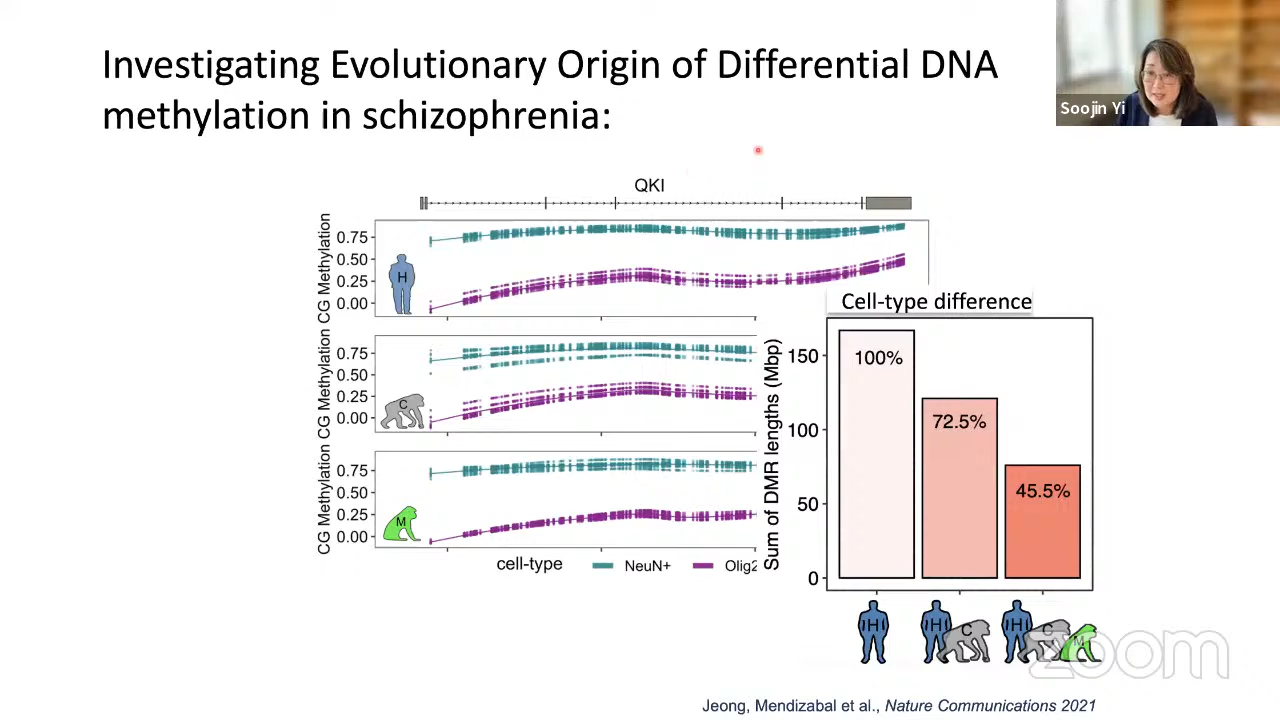 Investigating Evolutionary Origin of Differential DNA
methylation in schizophrenia:
Soojin Yi
QKI
CG Methylation
0.75
0.50
0.25
0.00
H
CG Methylation
0.75
0.50
0.25
0.00
C
CG Methylation
0.75
0.50
0.25
0.00
M
cell-type NeuN+ Olig2
Cell-type difference
Sum of DMR lengths (Mbp)
150
100
50
0
100%
72.5%
45.5%
H H C H C M
zoom
Jeong, Mendizabal et al., Nature Communications 2021